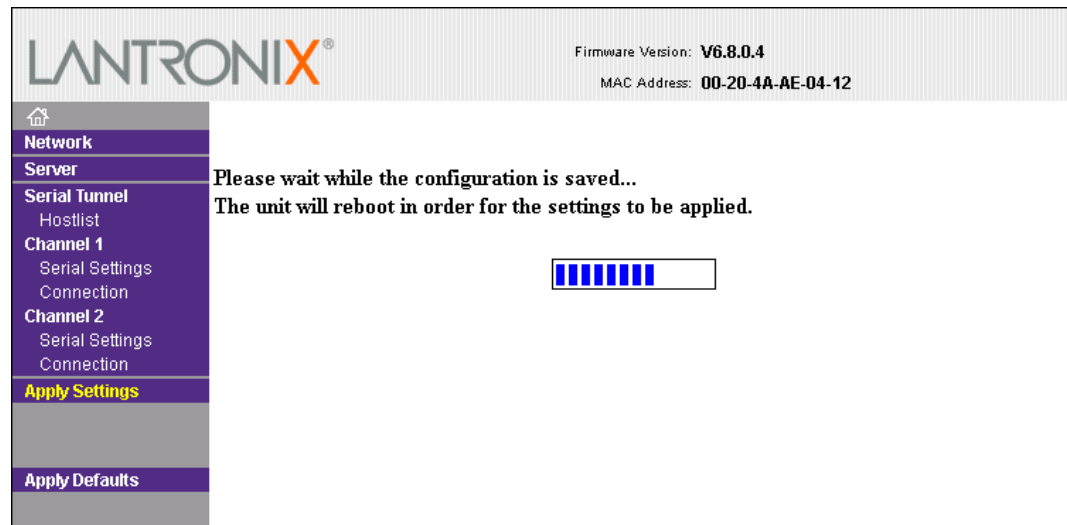 LANTRONIX®
Firmware Version: V6.8.0.4
MAC Address: 00-20-4A-AE-04-12
Network
Server
Serial Tunnel
Hostlist
Channel 1
Serial Settings
Connection
Channel 2
Serial Settings
Connection
Apply Settings
Apply Defaults
Please wait while the configuration is saved...
The unit will reboot in order for the settings to be applied.